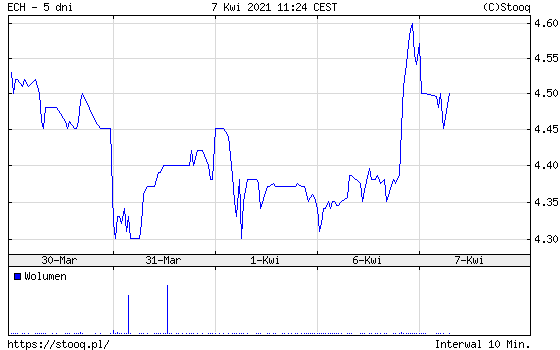 ECH - 5 dni 7 Kwi 2021 11:24 CEST (C)Stooq
4.60
4.55
4.50
4.45
4.40
4.35
4.30
30-Mar 31-Mar 1-Kwi 6-Kwi 7-Kwi
Wolumen
https://stooq.pl/ Interwal 10 Min.